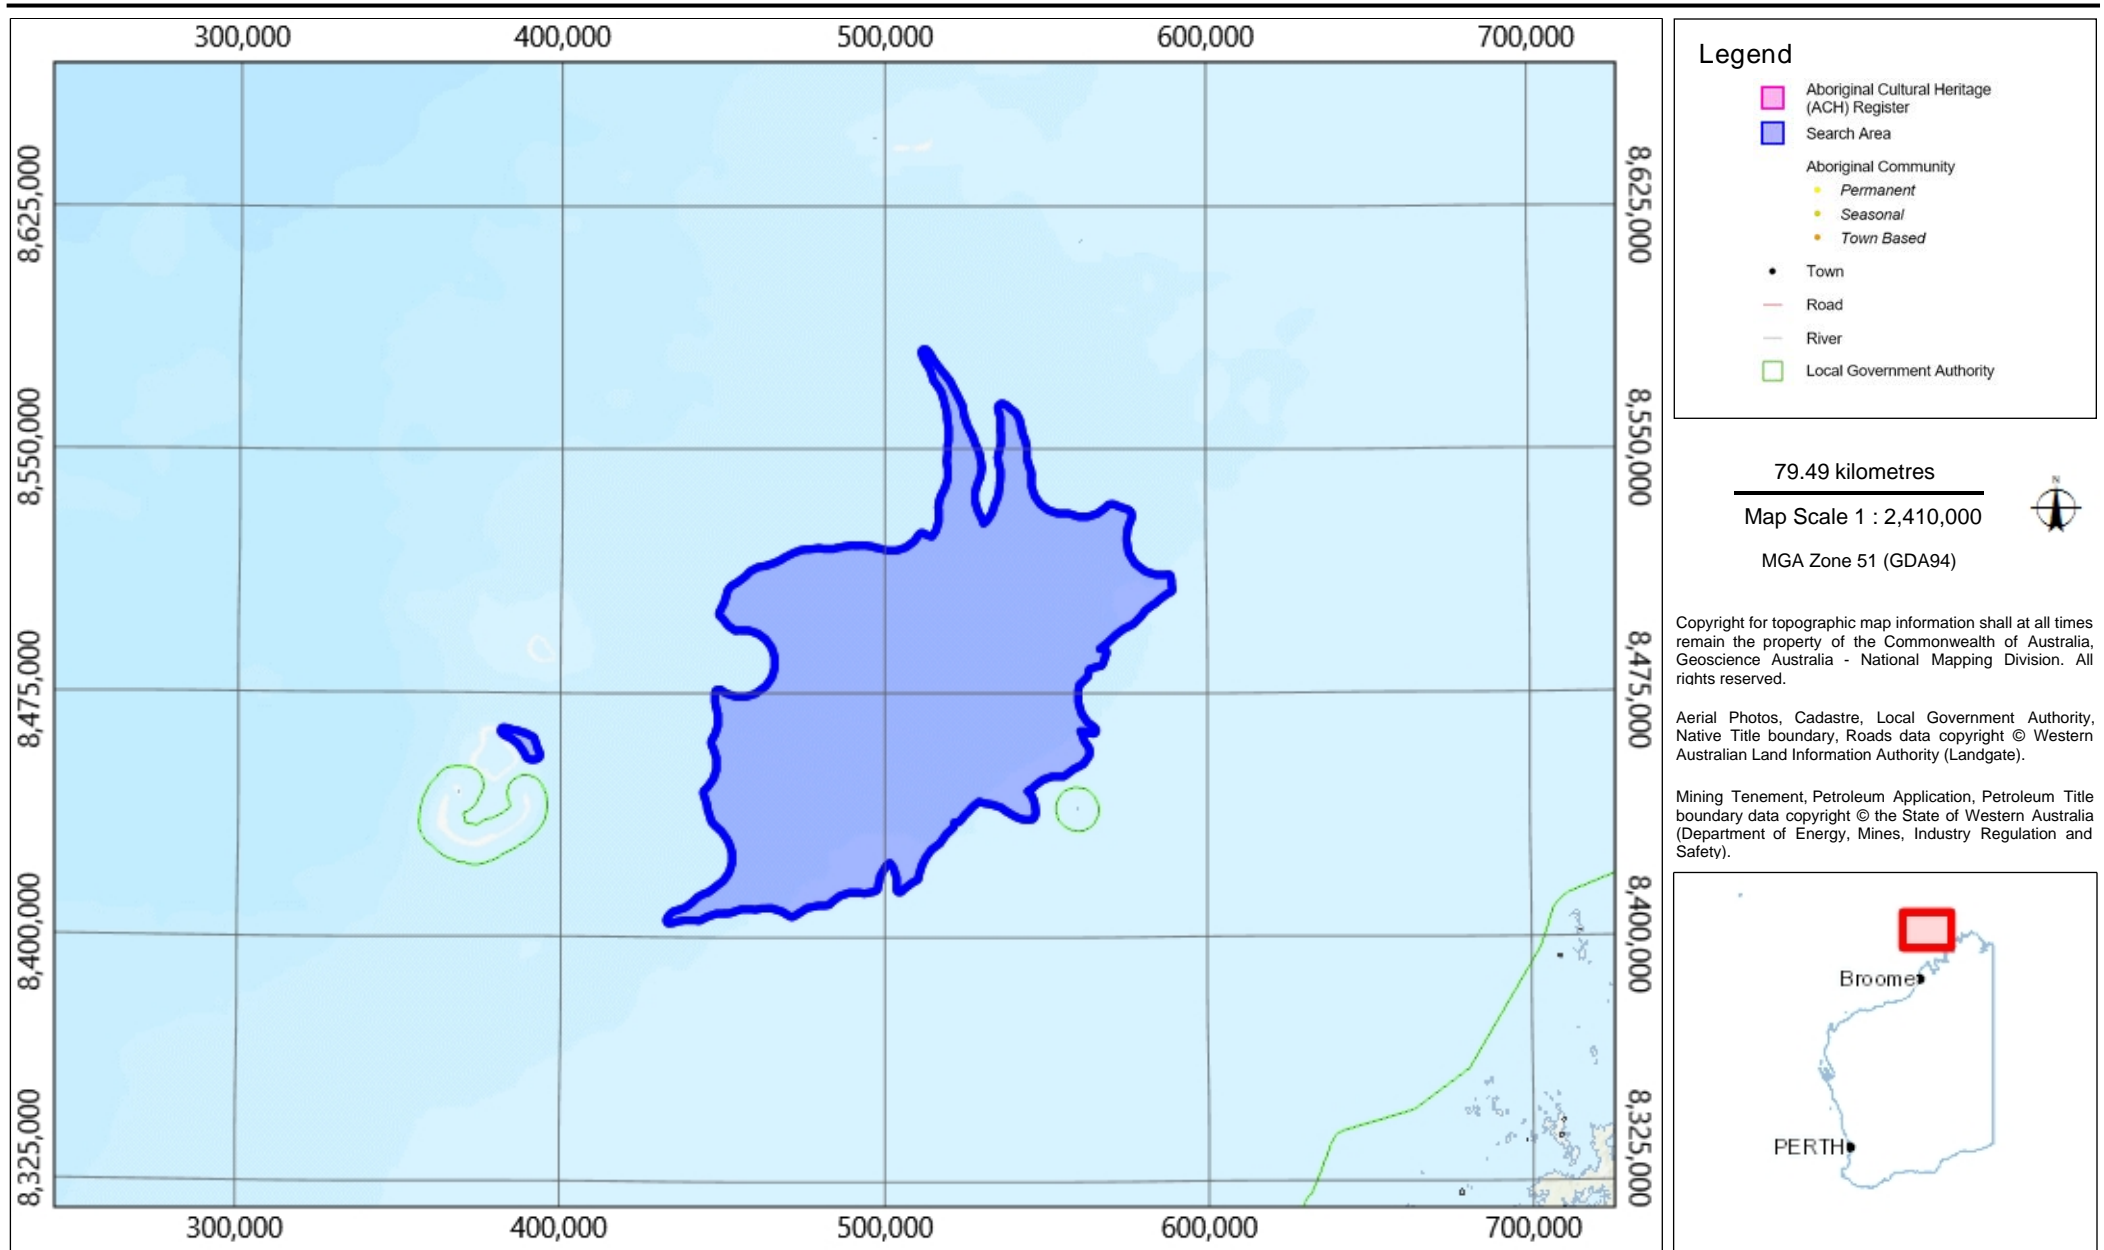 300,000 400,000 500,000 600,000 700,000
8,625,000
8,550,000
8,475,000
8,400,000
8,325,000
8,625,000
8,550,000
8,475,000
8,400,000
8,325,000
300,000 400,000 500,000 600,000 700,000
Legend
Aboriginal Cultural Heritage
(ACH) Register
Search Area
Aboriginal Community
Permanent
Seasonal
Town Based
Town
Road
River
Local Government Authority
79.49 kilometres
Map Scale 1 : 2,410,000
MGA Zone 51 (GDA94)
N
Copyright for topographic map information shall at all times
remain the property of the Commonwealth of Australia,
Geoscience Australia - National Mapping Division. All
rights reserved.
Aerial Photos, Cadastre, Local Government Authority,
Native Title boundary, Roads data copyright © Western
Australian Land Information Authority (Landgate).
Mining Tenement, Petroleum Application, Petroleum Title
boundary data copyright © the State of Western Australia
(Department of Energy, Mines, Industry Regulation and
Safety).
Broome
PERTH